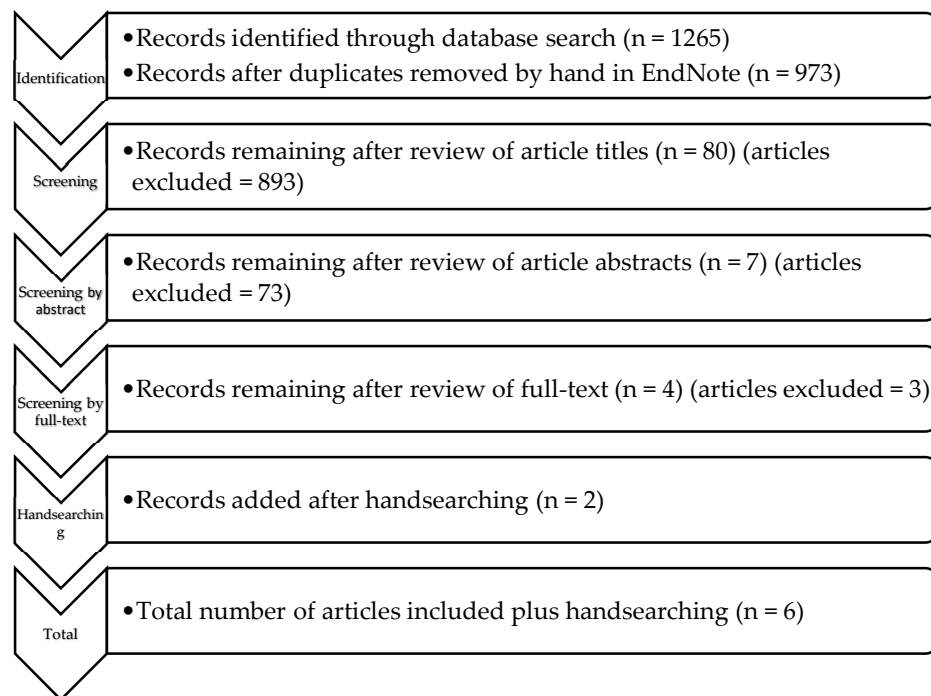 Identification
•Records identified through database search (n = 1265)
•Records after duplicates removed by hand in EndNote (n = 973)
Screening
•Records remaining after review of article titles (n = 80) (articles
excluded = 893)
Screening by
abstract
•Records remaining after review of article abstracts (n = 7) (articles
excluded = 73)
Screening by
full-text
•Records remaining after review of full-text (n = 4) (articles excluded = 3)
Handsearchin
g
•Records added after handsearching (n = 2)
Total
•Total number of articles included plus handsearching (n = 6)